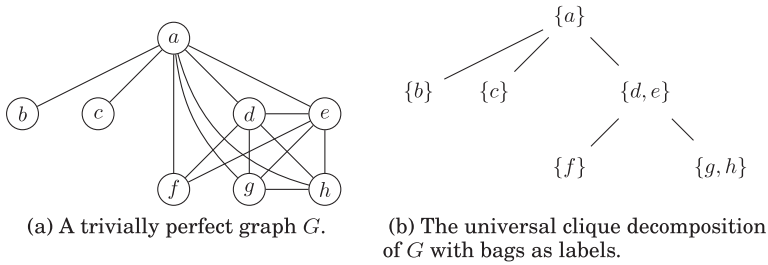 a
{a}
b
c
d
e
{b}
{c}
{d, e}
f
g
h
{f}
{g, h}
(a) A trivially perfect graph G.
(b) The universal clique decomposition
of G with bags as labels.